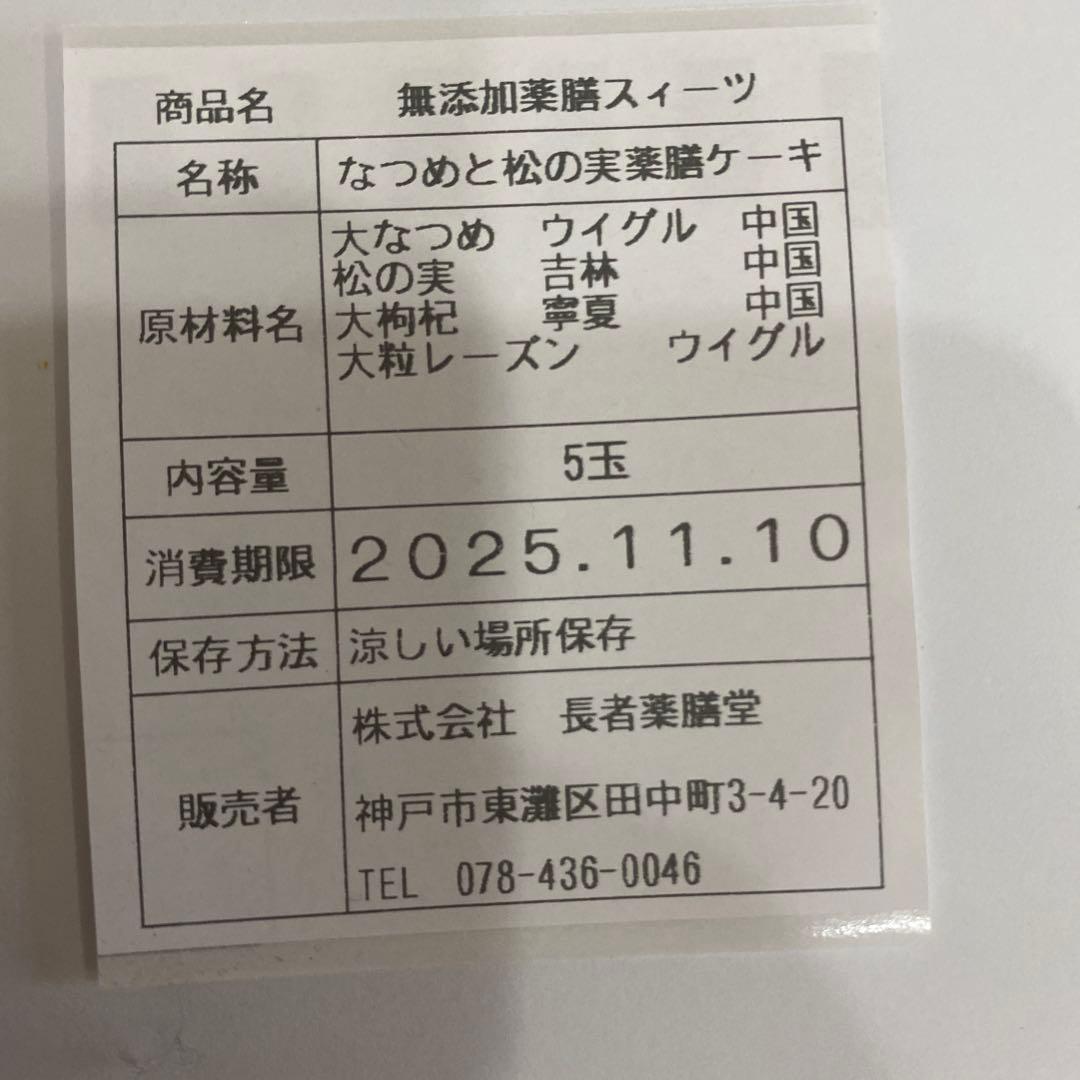 商品名 無添加薬膳スィーツ
名称 なつめと松の実薬膳ケーキ
原材料名
大なつめ ウイグル 中国
松の実 吉林 中国
大枸杞 寧夏 中国
大粒レーズン ウイグル
内容量 5玉
消費期限 2025.11.10
保存方法 涼しい場所保存
販売者
株式会社 長者薬膳堂
神戸市東灘区田中町3-4-20
TEL 078-436-0046